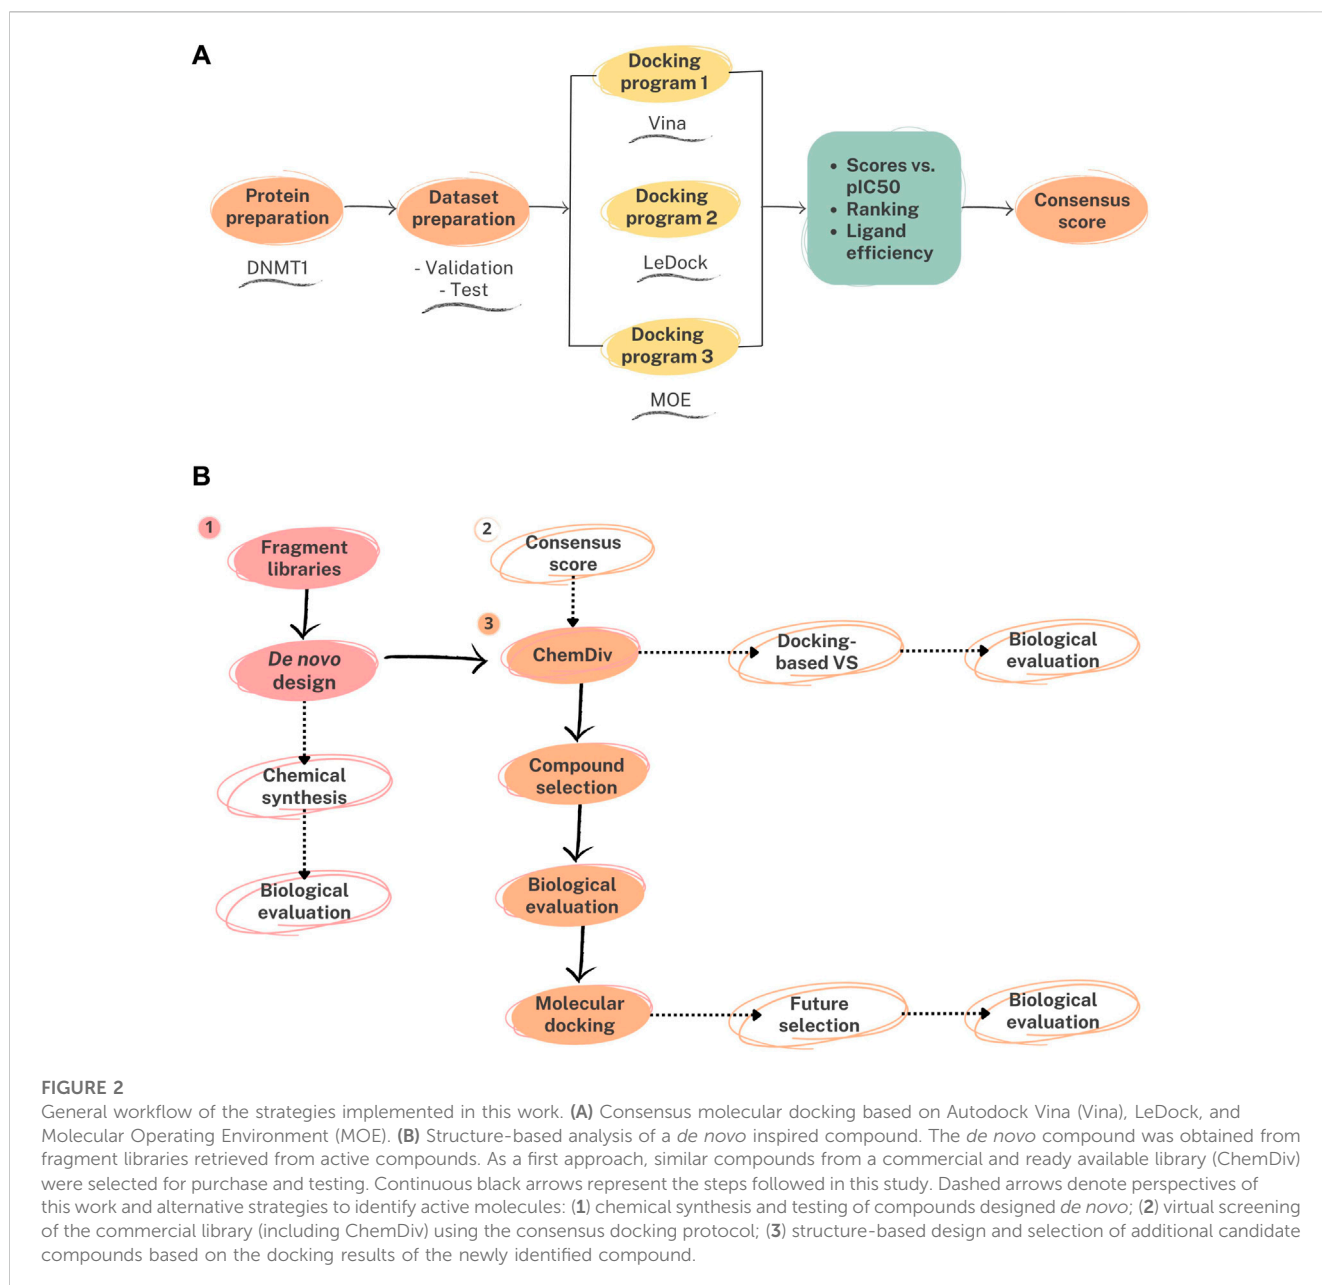 A
Docking
program 1
Vina
Protein
preparation
DNMT1
Dataset
preparation
- Validation
- Test
Docking
program 2
LeDock
Docking
program 3
MOE
• Scores vs.
pIC50
• Ranking
• Ligand
efficiency
Consensus
score
B
1
Fragment
libraries
De novo
design
Chemical
synthesis
Biological
evaluation
2
Consensus
score
3
ChemDiv
Docking-
based VS
Biological
evaluation
Compound
selection
Biological
evaluation
Molecular
docking
Future
selection
Biological
evaluation
FIGURE 2
General workflow of the strategies implemented in this work. (A) Consensus molecular docking based on Autodock Vina (Vina), LeDock, and
Molecular Operating Environment (MOE). (B) Structure-based analysis of a de novo inspired compound. The de novo compound was obtained from
fragment libraries retrieved from active compounds. As a first approach, similar compounds from a commercial and ready available library (ChemDiv)
were selected for purchase and testing. Continuous black arrows represent the steps followed in this study. Dashed arrows denote perspectives of
this work and alternative strategies to identify active molecules: (1) chemical synthesis and testing of compounds designed de novo; (2) virtual screening
of the commercial library (including ChemDiv) using the consensus docking protocol; (3) structure-based design and selection of additional candidate
compounds based on the docking results of the newly identified compound.